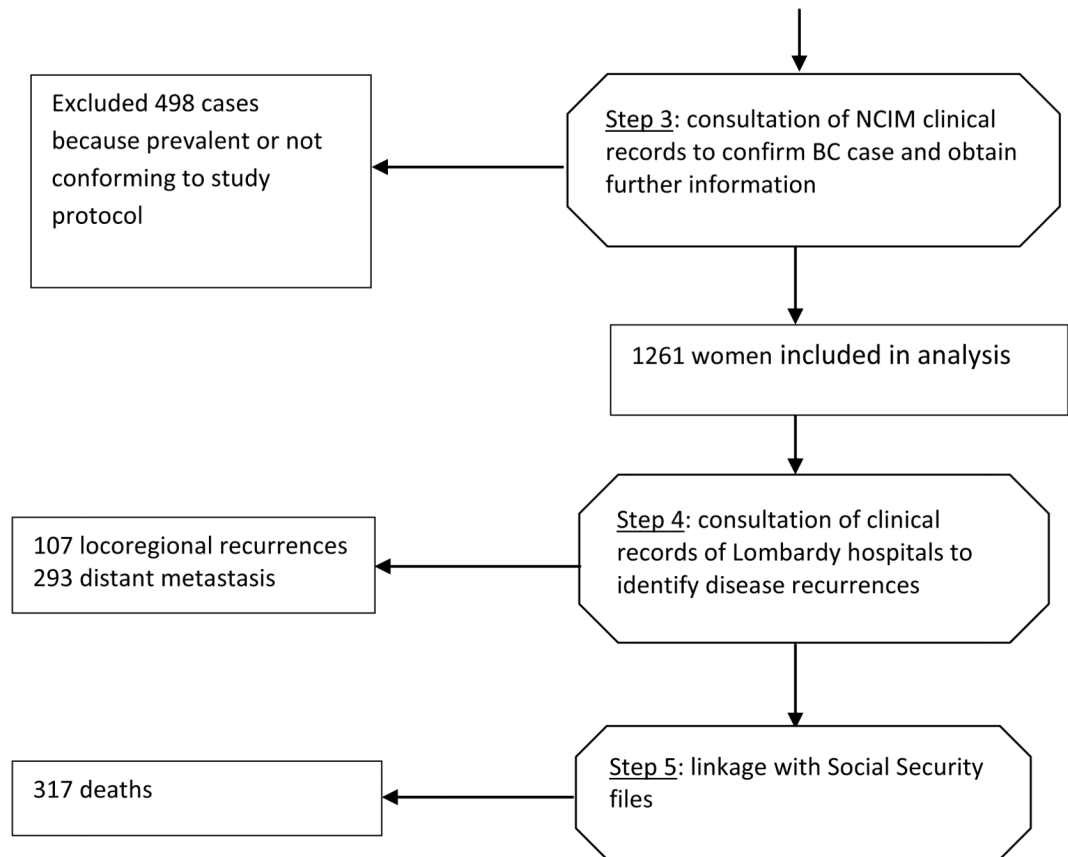 Excluded 498 cases
because prevalent or not
conforming to study
protocol
Step 3: consultation of NCIM clinical
records to confirm BC case and obtain
further information
1261 women included in analysis
Step 4: consultation of clinical
records of Lombardy hospitals to
identify disease recurrences
107 locoregional recurrences
293 distant metastasis
Step 5: linkage with Social Security
files
317 deaths